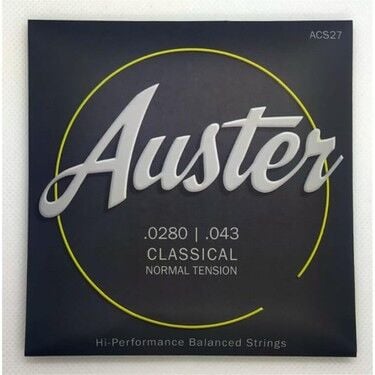 ACS27
Auster
.0280 | .043
CLASSICAL
NORMAL TENSION
Hi-Performance Balanced Strings